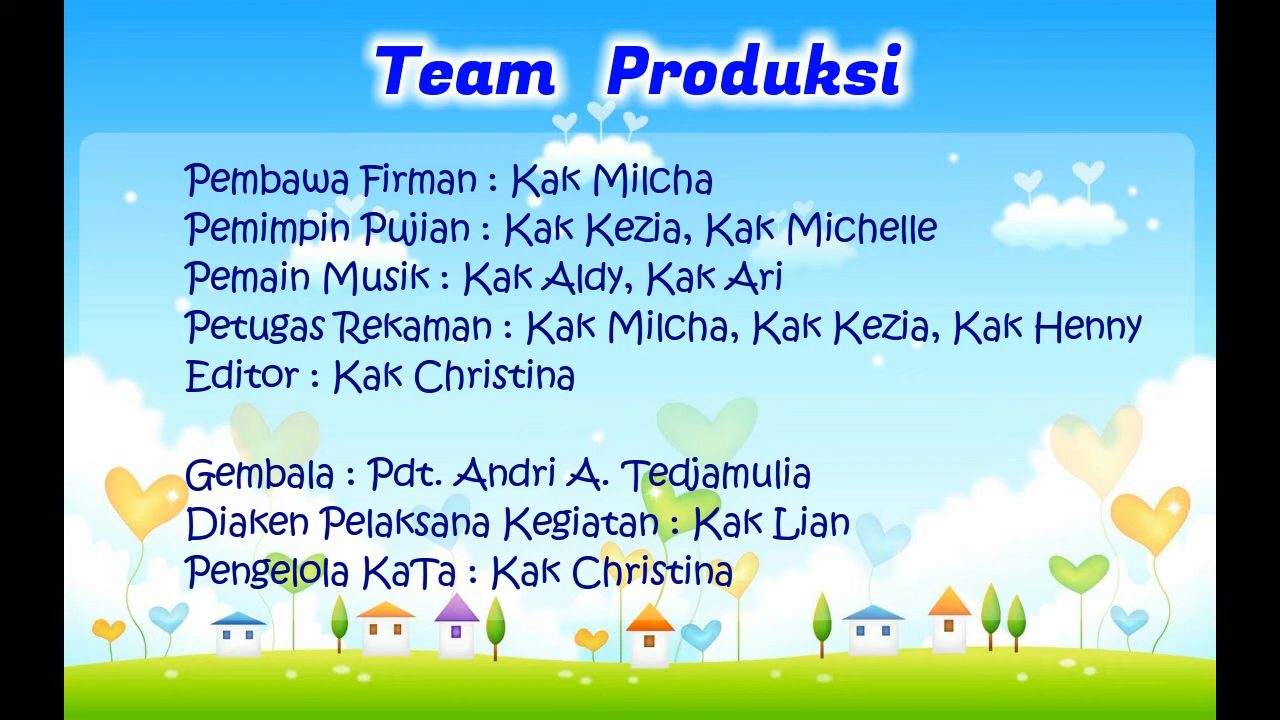 Team Produksi
Pembawa Firman : Kak Milcha
Pemimpin Pujian : Kak Kezia, Kak Michelle
Pemain Musik : Kak Aldy, Kak Ari
Petugas Rekaman : Kak Milcha, Kak Kezia, Kak Henny
Editor : Kak Christina
Gembala : Pdt. Andri A. Tedjamulia
Diaken Pelaksana Kegiatan : Kak Lian
Pengelola KaTa : Kak Christina